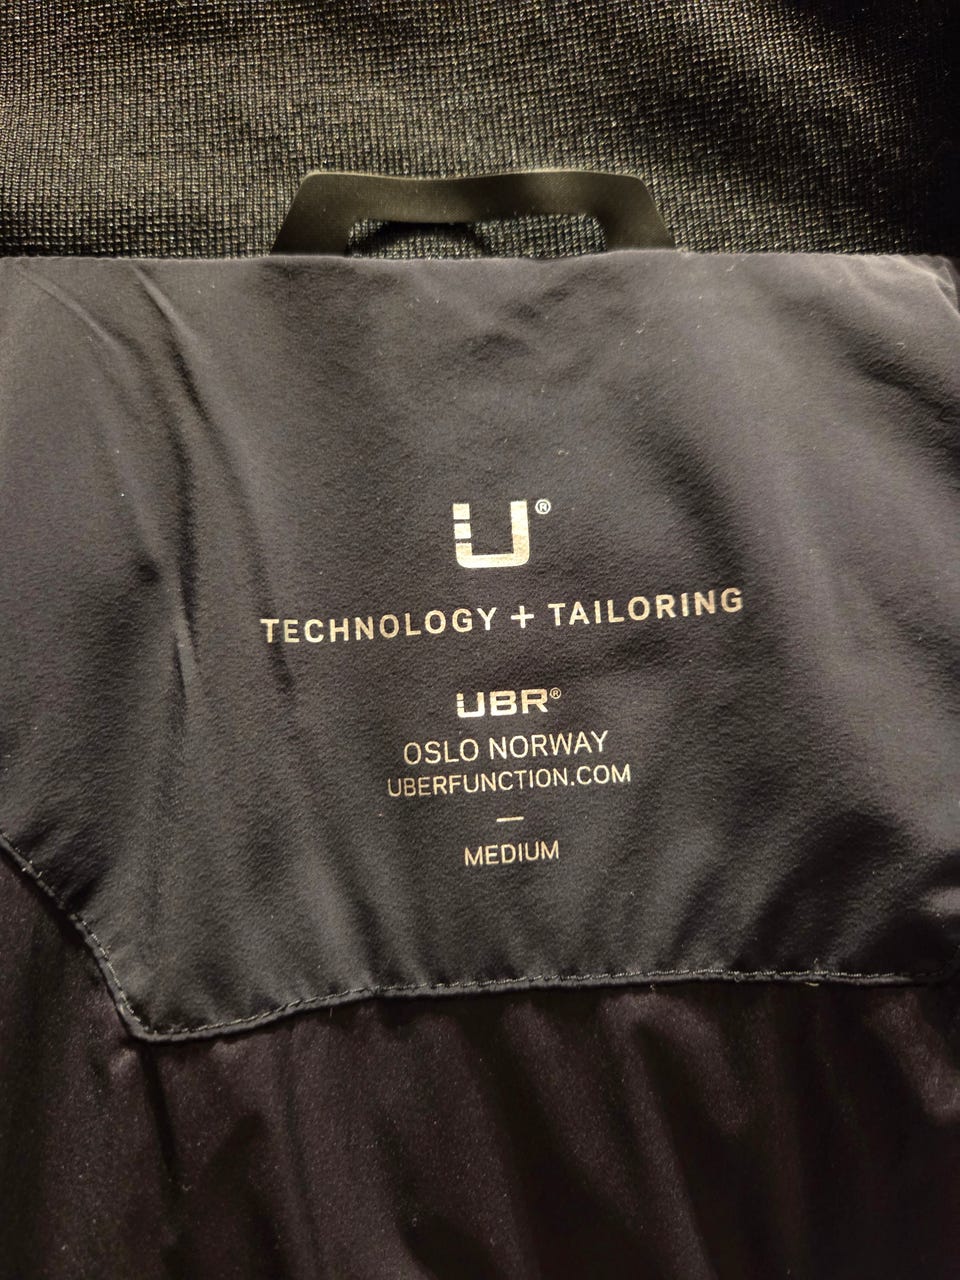 U®
TECHNOLOGY + TAILORING
UBR®
OSLO NORWAY
UBERFUNCTION.COM
—
MEDIUM